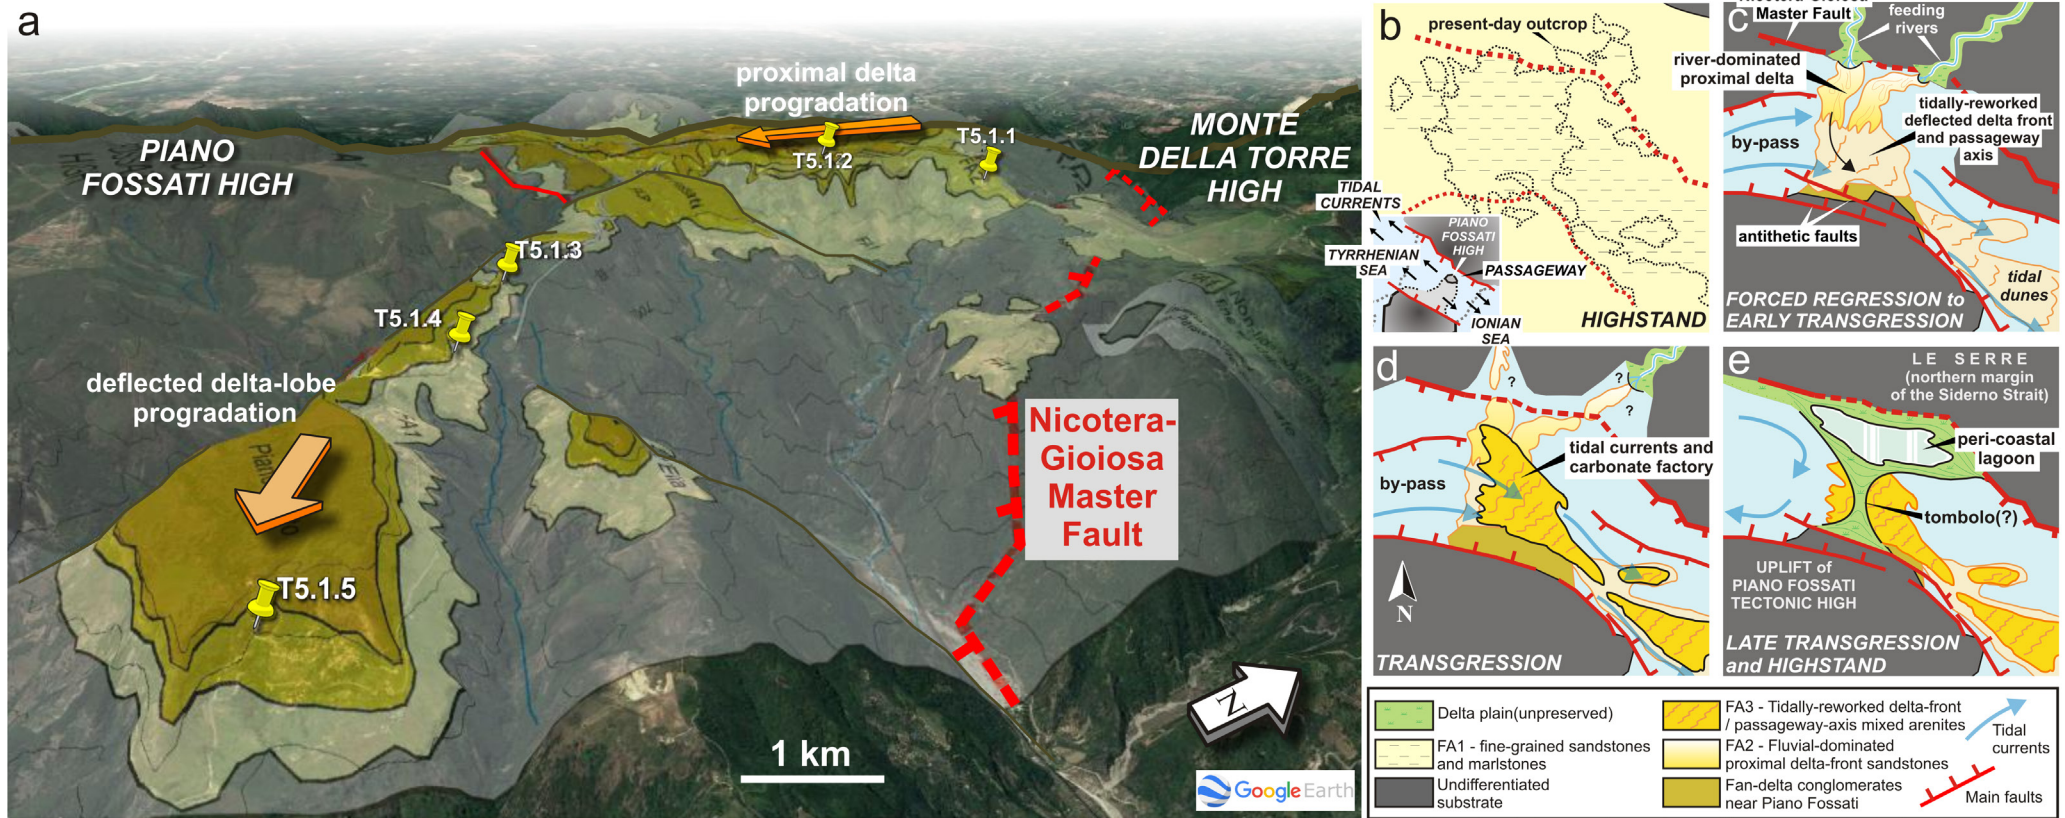 a
proximal delta
progradation
PIANO
FOSSATI HIGH
T5.1.1
T5.1.2
MONTE
DELLA TORRE
HIGH
T5.1.3
T5.1.4
deflected delta-lobe
progradation
T5.1.5
Nicotera-
Gioiosa
Master
Fault
N
1 km
Google Earth
b
present-day outcrop
TIDAL
CURRENTS
PIANO
FOSSATI
HIGH
TYRRHENIAN
SEA
PASSAGEWAY
IONIAN
SEA
HIGHSTAND
c
Master Fault
feeding
rivers
river-dominated
proximal delta
tidally-reworked
deflected delta front
and passageway
axis
by-pass
antithetic faults
tidal
dunes
FORCED REGRESSION to
EARLY TRANSGRESSION
d
?
?
?
tidal currents and
carbonate factory
by-pass
N
TRANSGRESSION
e
LE SERRE
(northern margin
of the Siderno Strait)
peri-coastal
lagoon
tombolo(?)
UPLIFT of
PIANO FOSSATI
TECTONIC HIGH
LATE TRANSGRESSION
and HIGHSTAND
Delta plain(unpreserved)
FA1 - fine-grained sandstones
and marlstones
Undifferentiated
substrate
FA3 - Tidally-reworked delta-front
/ passageway-axis mixed arenites
FA2 - Fluvial-dominated
proximal delta-front sandstones
Fan-delta conglomerates
near Piano Fossati
Tidal
currents
Main faults